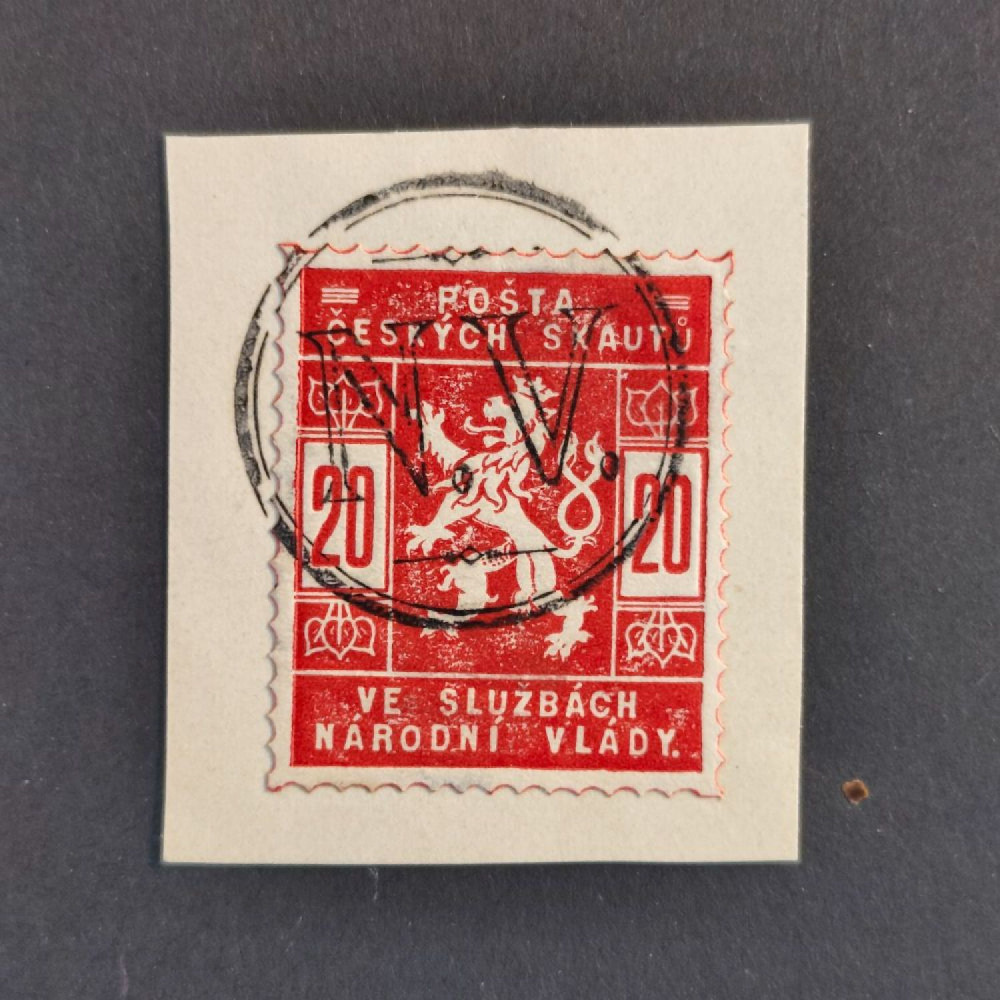 POŠTA
ČESKÝCH SKAUTŮ
N.V.
20 20
VE SLUŽBÁCH
NÁRODNÍ VLÁDY.